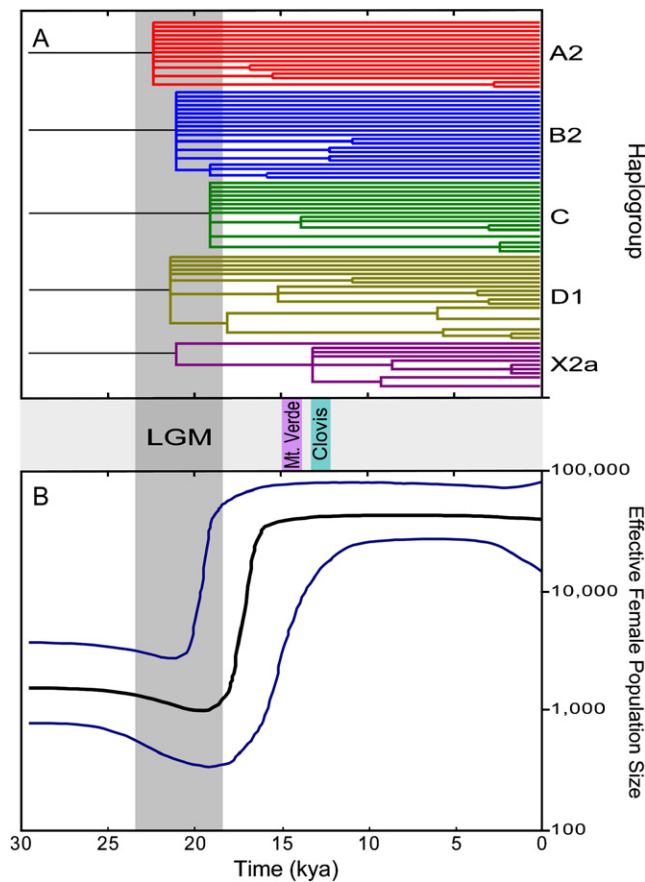 A
A2
B2
C
D1
X2a
Haplogroup
LGM
Mt. Verde
Clovis
B
100,000
10,000
1,000
100
Effective Female Population Size
30
25
20
15
10
5
0
Time (kya)